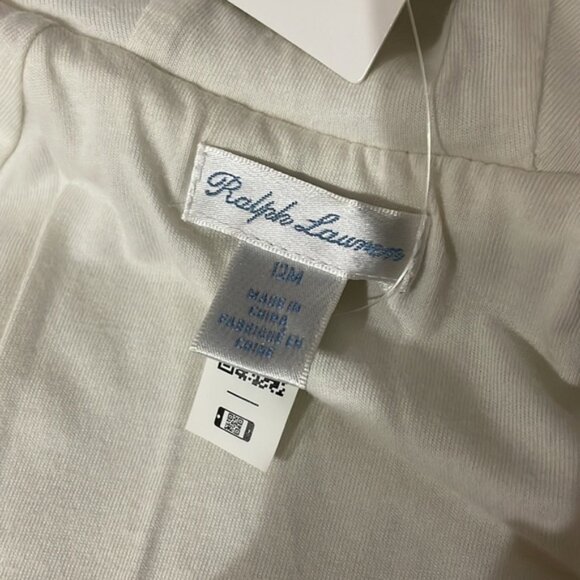 Ralph Lauren
12M
MADE IN
CHINA
FABRIQUÉ EN
CHINE